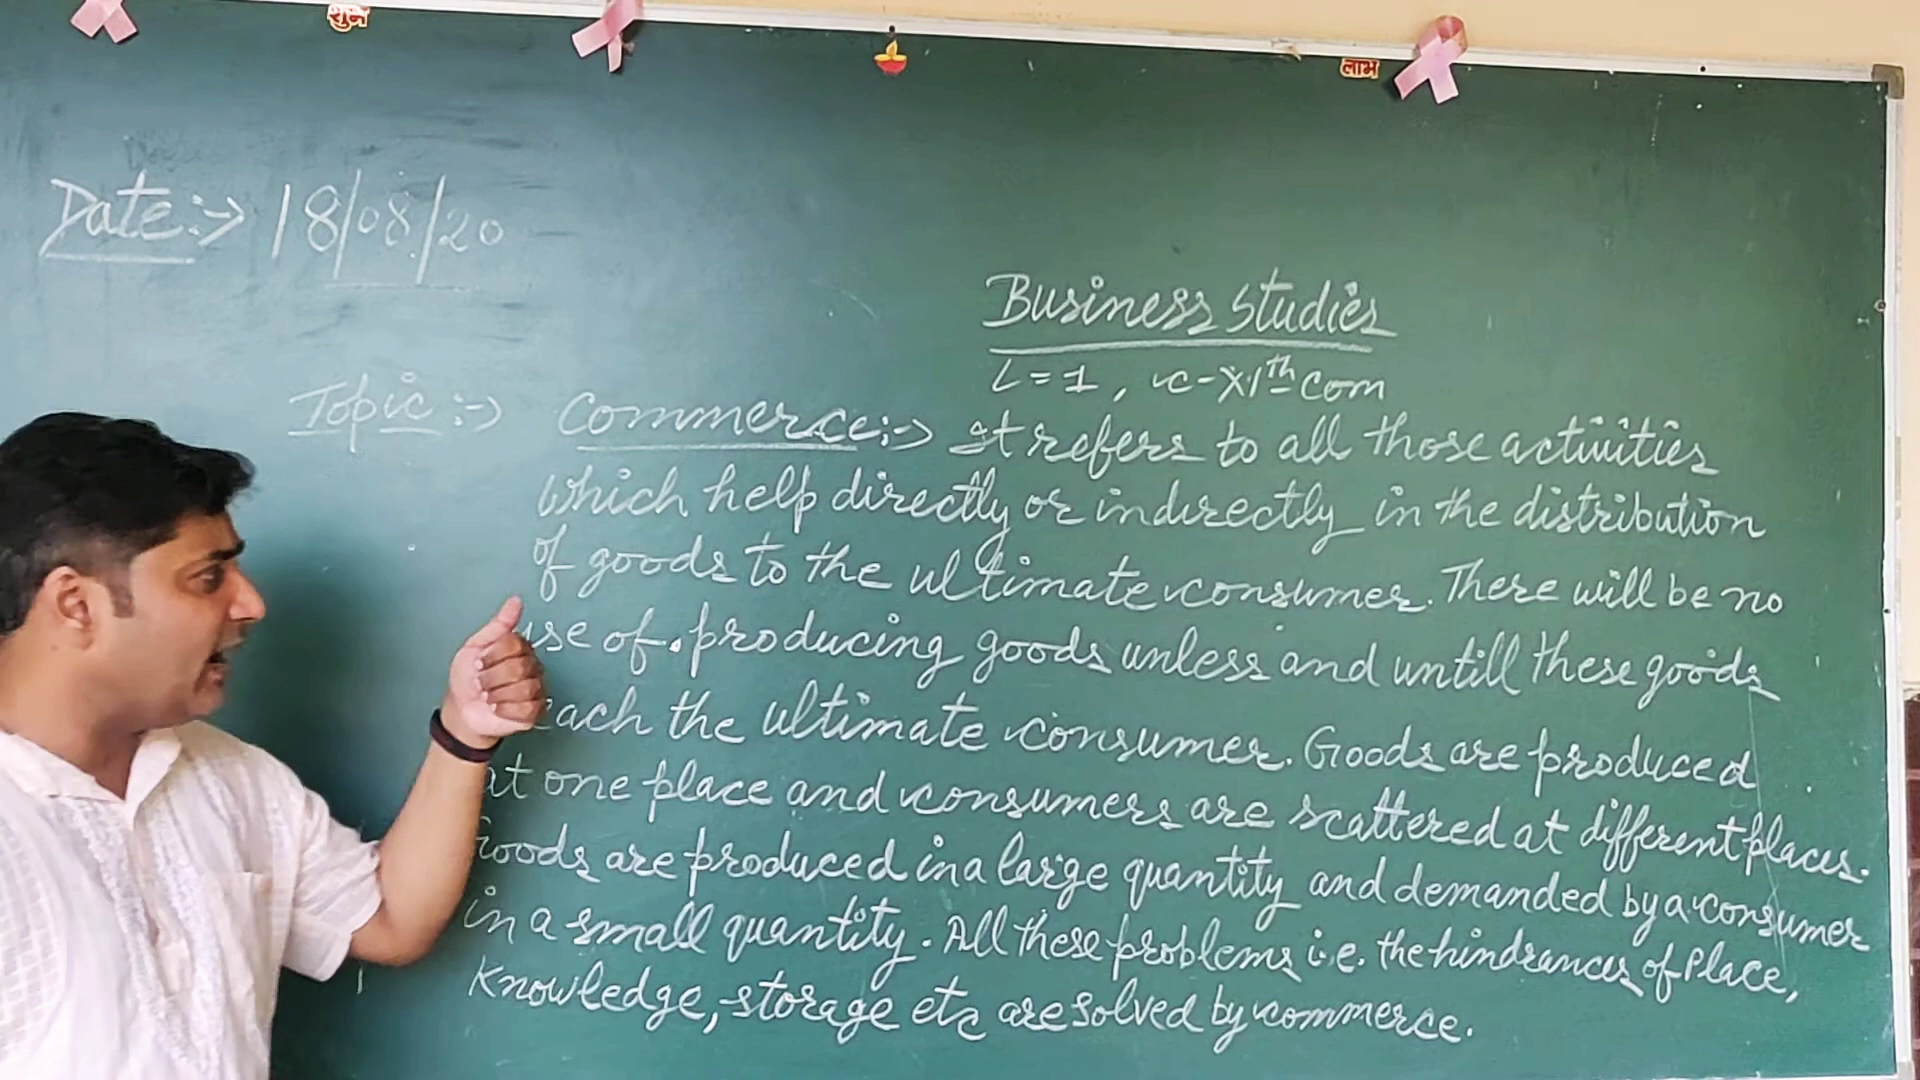 शुभ
लाभ
Date:-> 18/08/20
Business Studies
L=1, C-XIth Com
Topic:-> Commerce:-> It refers to all those activities
which help directly or indirectly in the distribution
of goods to the ultimate consumer. There will be no
use of producing goods unless and untill these goods
each the ultimate consumer. Goods are produced
at one place and consumers are scattered at different places.
Goods are produced in a large quantity and demanded by a consumer
in a small quantity. All these problems i.e. the hindrances of Place,
Knowledge, storage etc are solved by commerce.